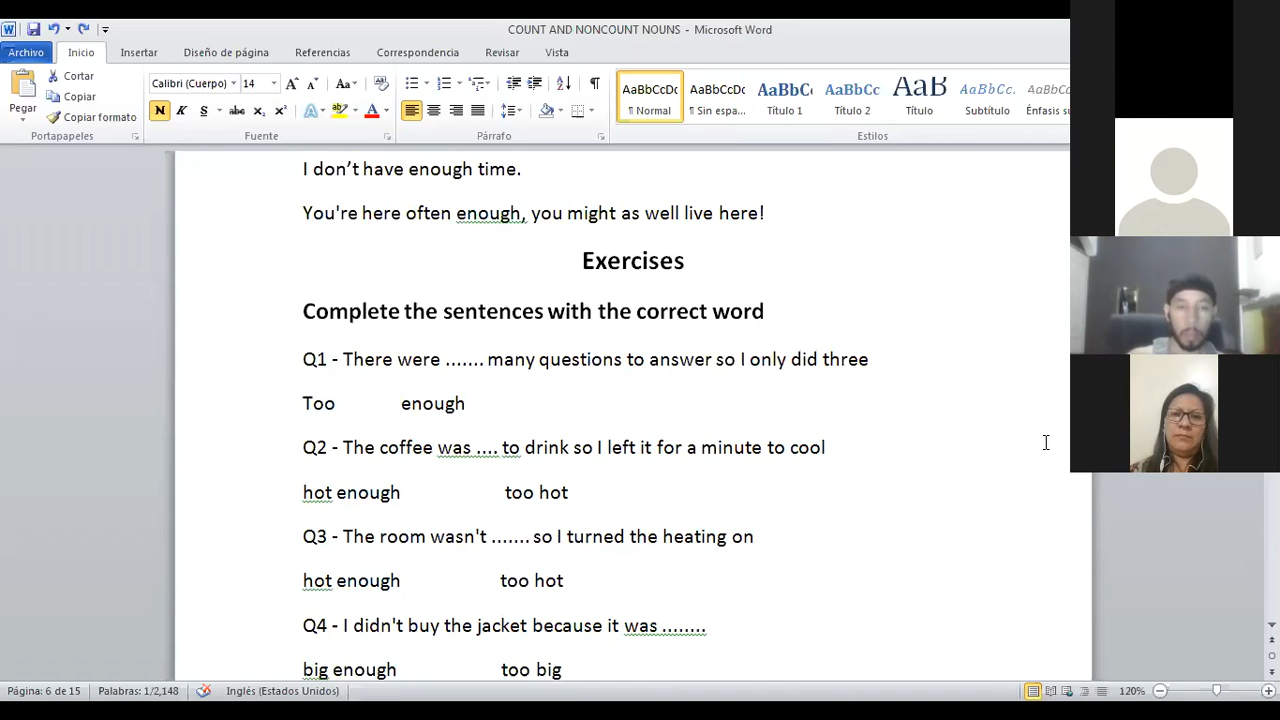 COUNT AND NONCOUNT NOUNS - Microsoft Word
Archivo Inicio Insertar Diseño de página Referencias Correspondencia Revisar Vista
Cortar
Copiar
Copiar formato
Pegar
Portapapeles
Calibri (Cuerpo) 14
N K S abc x₂ x²
Fuente
Párrafo
AaBbCcDc AaBbCcDc AaBbCc AaBbCc AaB AaBbCc. AaBbCc
¶ Normal ¶ Sin espa... Título 1 Título 2 Título Subtítulo Énfasis su
Estilos
I don't have enough time.
You're here often enough, you might as well live here!
Exercises
Complete the sentences with the correct word
Q1 - There were ....... many questions to answer so I only did three
Too enough
Q2 - The coffee was .... to drink so I left it for a minute to cool
hot enough too hot
Q3 - The room wasn't ....... so I turned the heating on
hot enough too hot
Q4 - I didn't buy the jacket because it was ........
big enough too big
Página: 6 de 15 Palabras: 1/2,148 Inglés (Estados Unidos) 120%